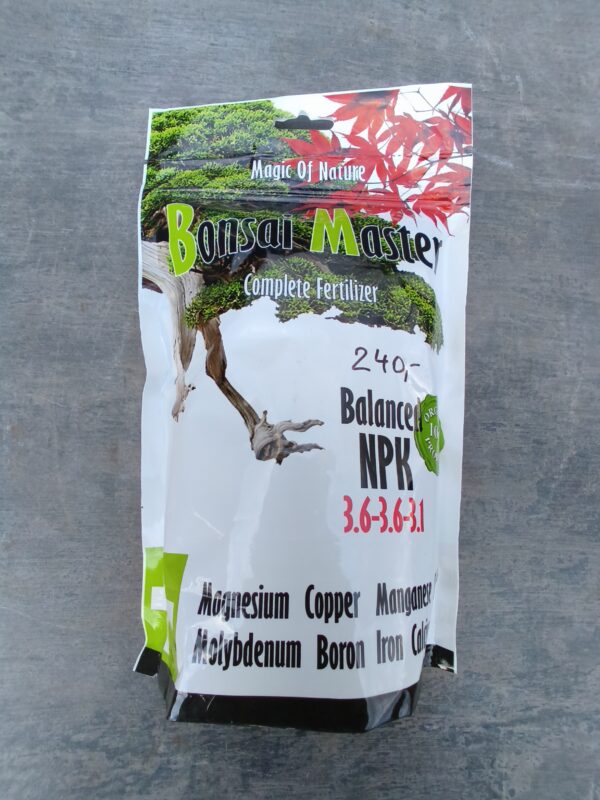 Magic Of Nature
Bonsai Master
Complete Fertilizer
240,-
Balanced
NPK
3.6-3.6-3.1
Magnesium Copper Manganese
Molybdenum Boron Iron